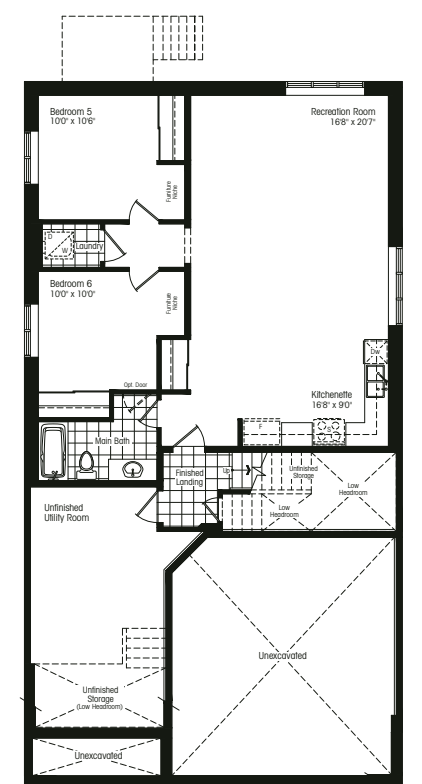 Bedroom 5
10'0" x 10'6"
Recreation Room
16'8" x 20'7"
Furniture
Niche
D
W
Laundry
Bedroom 6
10'0" x 10'0"
Furniture
Niche
Dw
Opt. Door
Kitchenette
16'8" x 9'0"
F
S
Main Bath
Finished
Landing
Up
Unfinished
Storage
Low
Headroom
Low
Headroom
Unfinished
Utility Room
Unexcavated
Unfinished
Storage
(Low Headroom)
Unexcavated